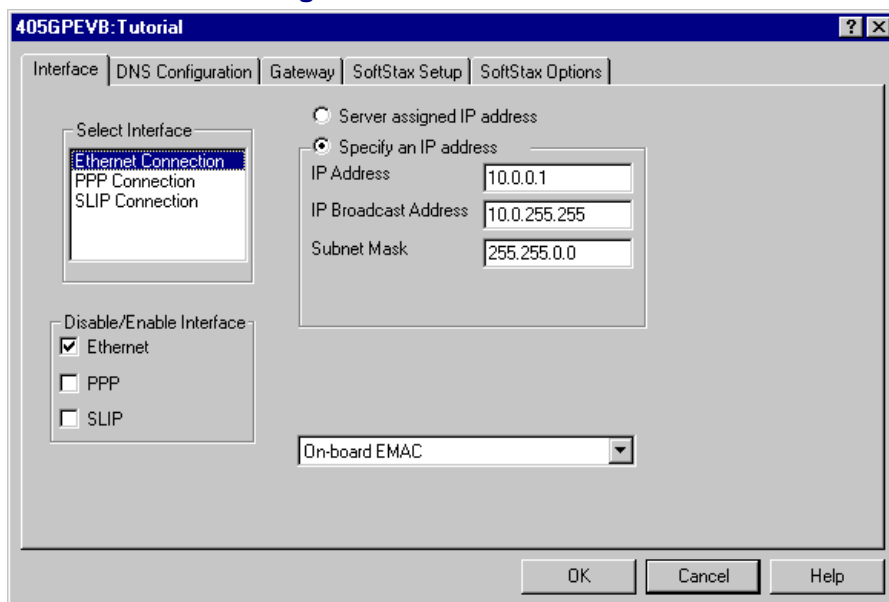 405GPEVB:Tutorial
Interface
DNS Configuration
Gateway
SoftStax Setup
SoftStax Options
Select Interface
Ethernet Connection
PPP Connection
SLIP Connection
Server assigned IP address
Specify an IP address
IP Address
10.0.0.1
IP Broadcast Address
10.0.255.255
Subnet Mask
255.255.0.0
Disable/Enable Interface
Ethernet
PPP
SLIP
On-board EMAC
OK
Cancel
Help